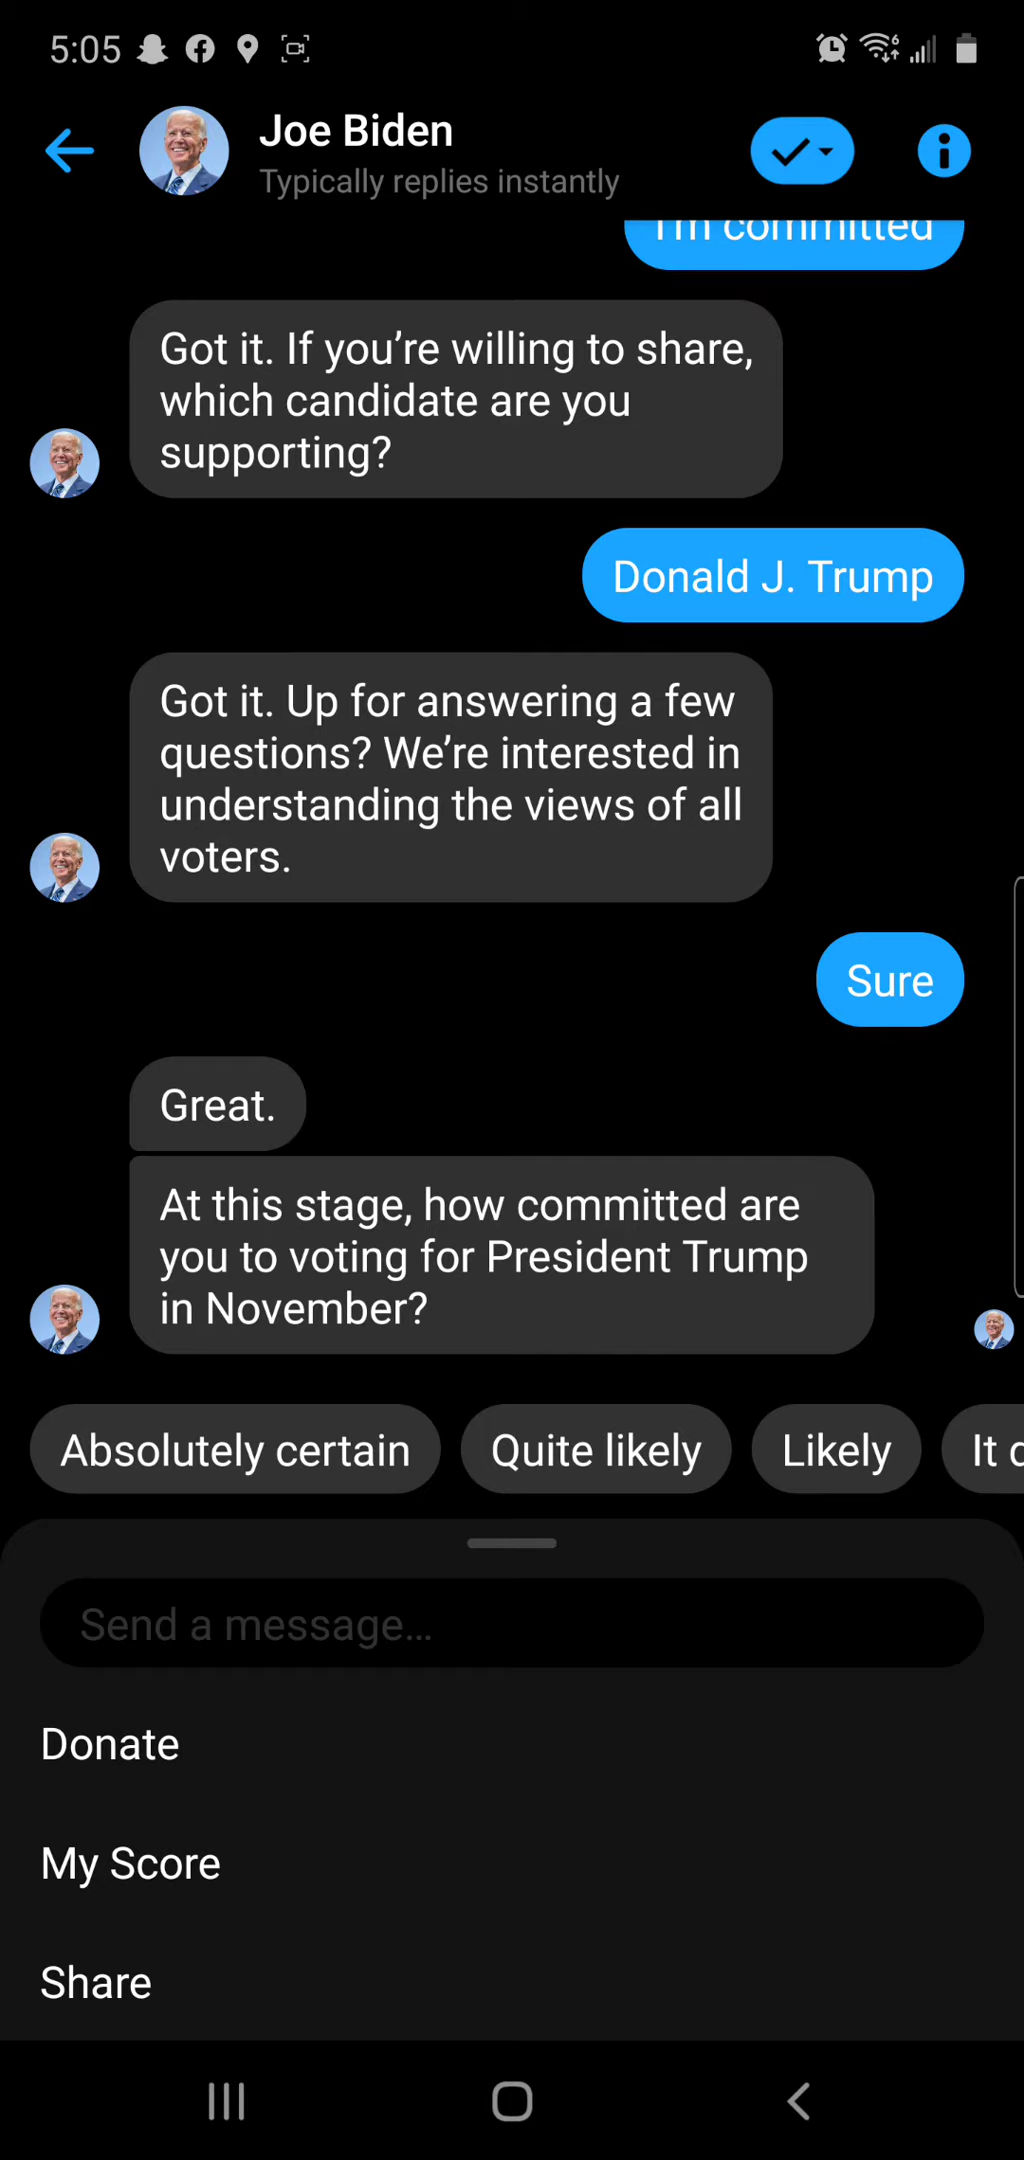 5:05
Joe Biden
Typically replies instantly
I'm committed
Got it. If you’re willing to share,
which candidate are you
supporting?
Donald J. Trump
Got it. Up for answering a few
questions? We’re interested in
understanding the views of all
voters.
Sure
Great.
At this stage, how committed are
you to voting for President Trump
in November?
Absolutely certain Quite likely Likely It
Send a message…
Donate
My Score
Share